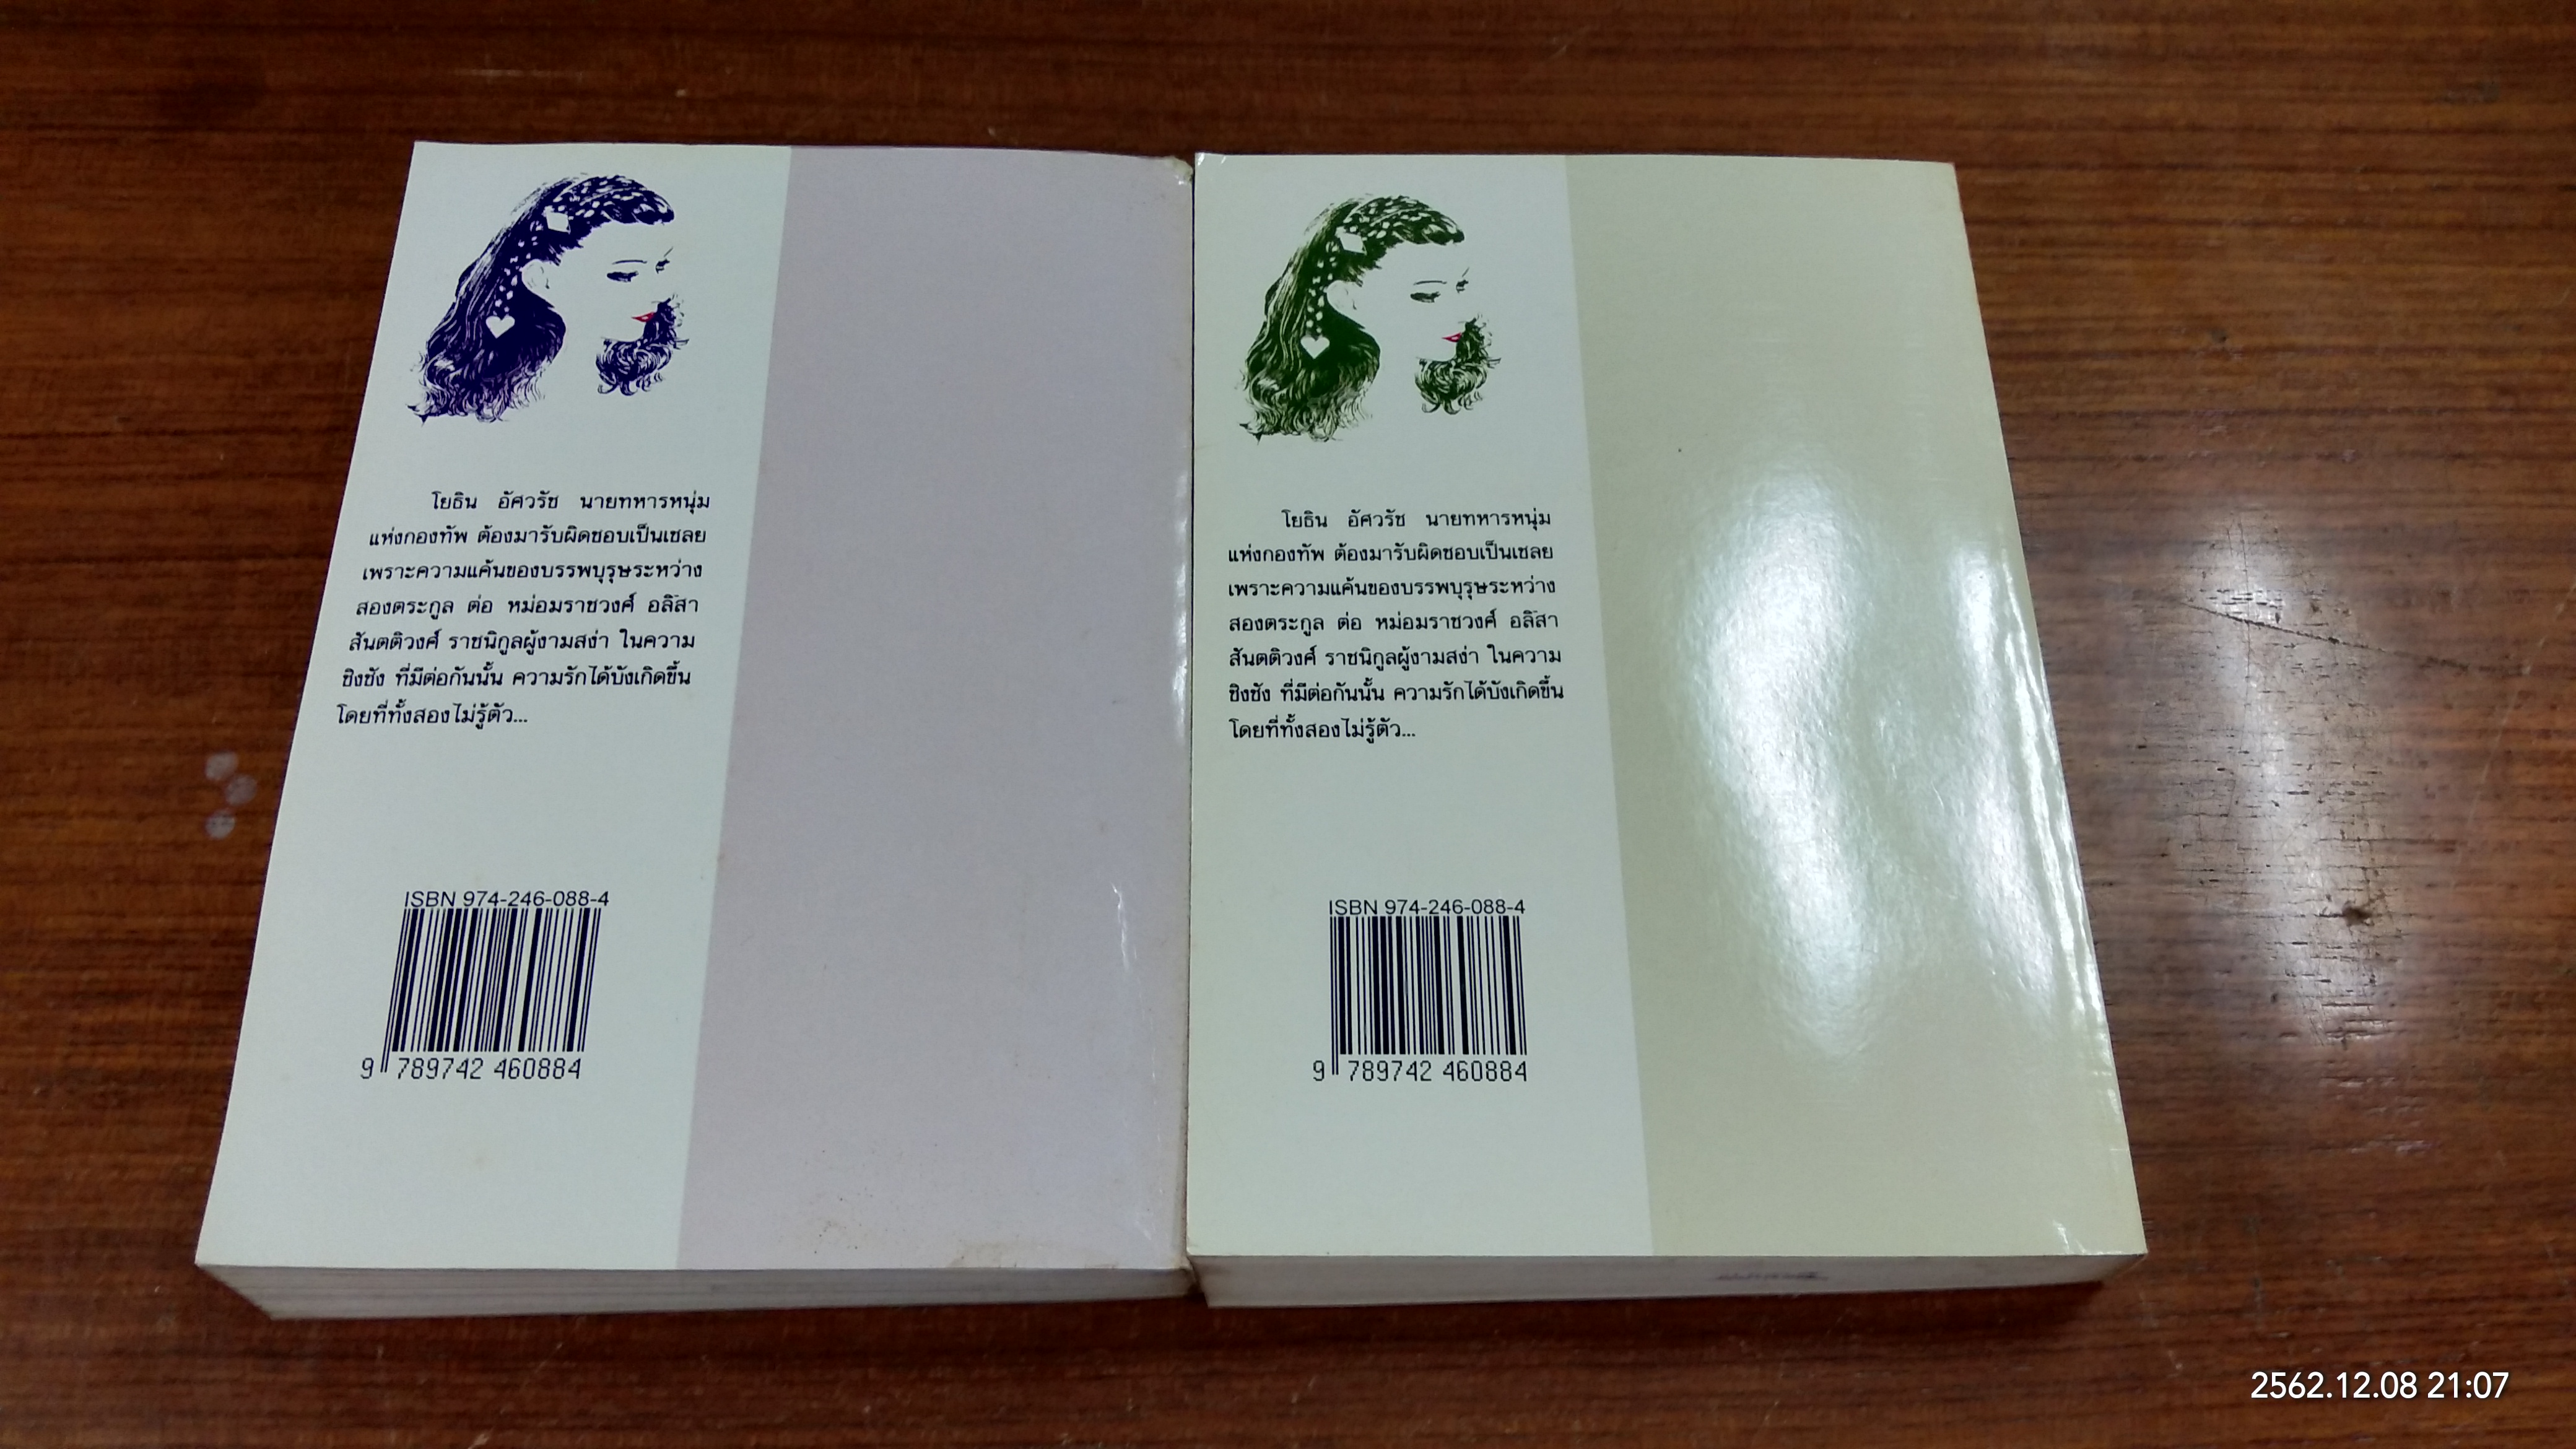 โยธิน อัศวรัช นายทหารหนุ่ม
แห่งกองทัพ ต้องมารับผิดชอบเป็นเชลย
เพราะความแค้นของบรรพบุรุษระหว่าง
สองตระกูล ต่อ หม่อมราชวงศ์ อลิสา
สันตติวงศ์ ราชนิกูลผู้งามสง่า ในความ
ชิงชัง ที่มีต่อกันนั้น ความรักได้บังเกิดขึ้น
โดยที่ทั้งสองไม่รู้ตัว...
ISBN 974-246-088-4
9 789742 460884
โยธิน อัศวรัช นายทหารหนุ่ม
แห่งกองทัพ ต้องมารับผิดชอบเป็นเชลย
เพราะความแค้นของบรรพบุรุษระหว่าง
สองตระกูล ต่อ หม่อมราชวงศ์ อลิสา
สันตติวงศ์ ราชนิกูลผู้งามสง่า ในความ
ชิงชัง ที่มีต่อกันนั้น ความรักได้บังเกิดขึ้น
โดยที่ทั้งสองไม่รู้ตัว...
ISBN 974-246-088-4
9 789742 460884
2562.12.08 21:07